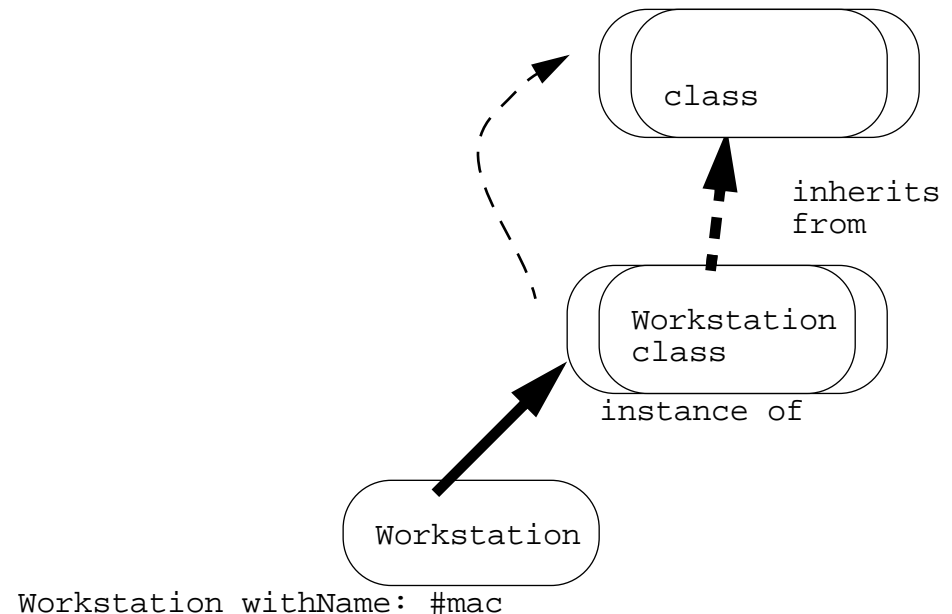 class
inherits
from
Workstation
class
instance of
Workstation
Workstation withName: #mac